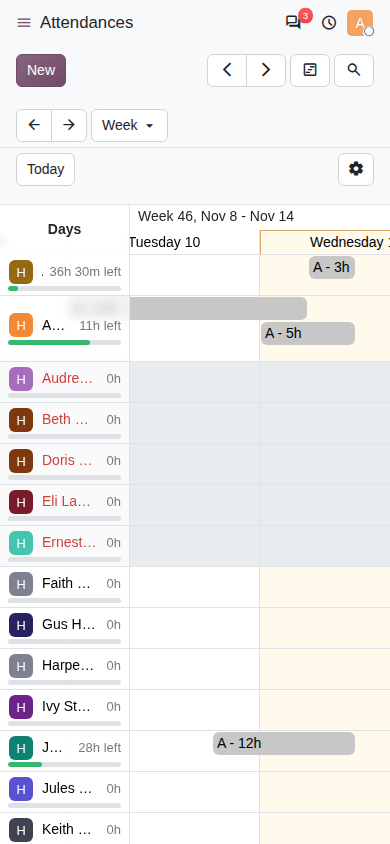 Attendances
3
A
New
Week
Today
Days
Week 46, Nov 8 - Nov 14
Tuesday 10
Wednesday
H . 36h 30m left
A - 3h
H A... 11h left
A - 5h
H Audre... 0h
H Beth ... 0h
H Doris ... 0h
H Eli La... 0h
H Ernest... 0h
H Faith ... 0h
H Gus H... 0h
H Harpe... 0h
H Ivy St... 0h
H J... 28h left
A - 12h
H Jules ... 0h
H Keith ... 0h